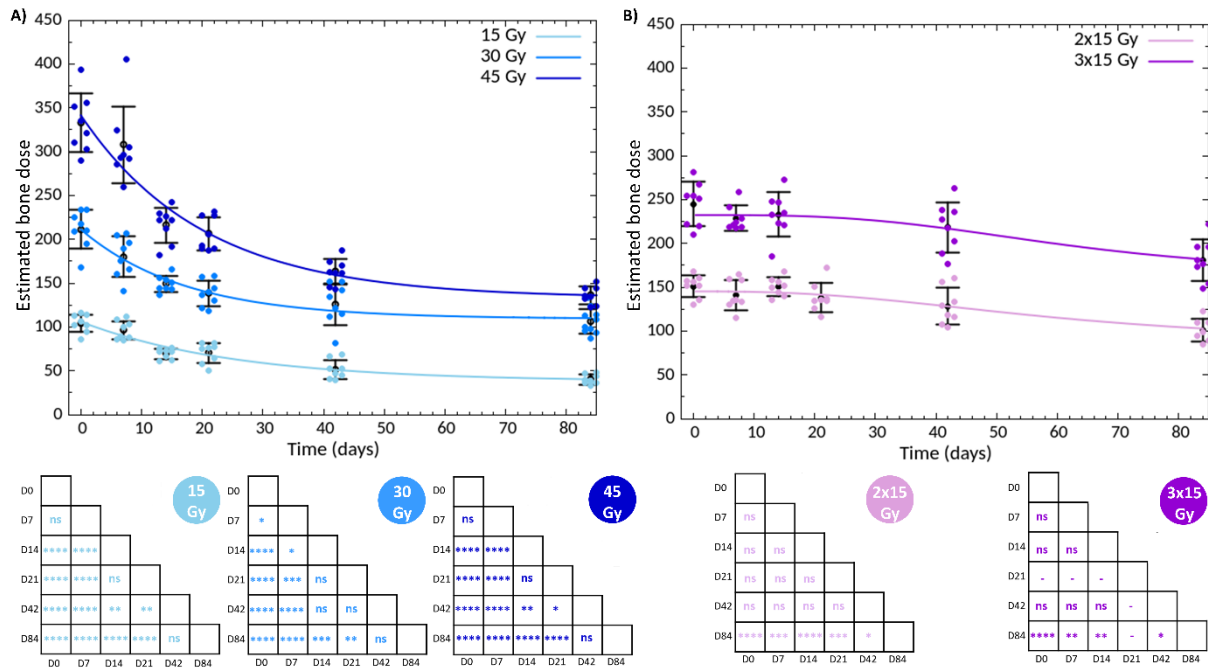 A)
450
400
350
300
250
200
150
100
50
0
Estimated bone dose
15 Gy
30 Gy
45 Gy
0 10 20 30 40 50 60 70 80
Time (days)
B)
450
400
350
300
250
200
150
100
50
0
Estimated bone dose
2x15 Gy
3x15 Gy
0 10 20 30 40 50 60 70 80
Time (days)
15
Gy
D0
D7 ns
D14 **** ****
D21 **** **** ns
D42 **** **** ** **
D84 **** **** **** **** ns
D0 D7 D14 D21 D42 D84
30
Gy
D0
D7 *
D14 **** *
D21 **** *** ns
D42 **** **** ns ns
D84 **** **** *** ** ns
D0 D7 D14 D21 D42 D84
45
Gy
D0
D7 ns
D14 **** ****
D21 **** **** ns
D42 **** **** ** *
D84 **** **** **** **** ns
D0 D7 D14 D21 D42 D84
2x15
Gy
D0
D7 ns
D14 ns ns
D21 ns ns ns
D42 ns ns ns ns
D84 **** *** **** *** *
D0 D7 D14 D21 D42 D84
3x15
Gy
D0
D7 ns
D14 ns ns
D21 - - -
D42 ns ns ns -
D84 **** ** ** - *
D0 D7 D14 D21 D42 D84